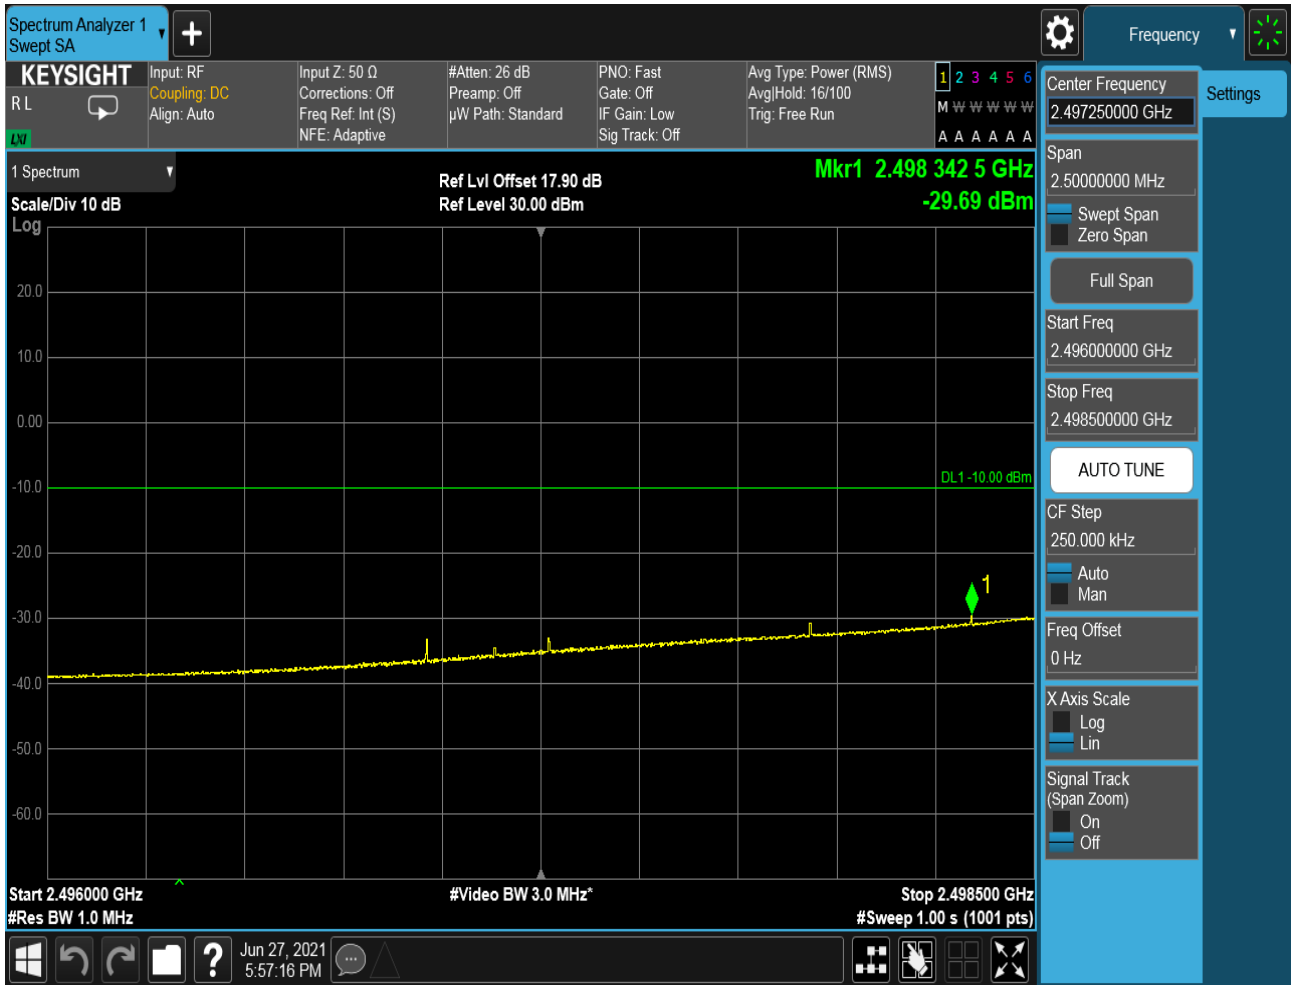 Spectrum Analyzer 1
Swept SA
Frequency
KEYSIGHT
R L
LXI
Input: RF
Coupling: DC
Align: Auto
Input Z: 50 Ω
Corrections: Off
Freq Ref: Int (S)
NFE: Adaptive
#Atten: 26 dB
Preamp: Off
µW Path: Standard
PNO: Fast
Gate: Off
IF Gain: Low
Sig Track: Off
Avg Type: Power (RMS)
Avg|Hold: 16/100
Trig: Free Run
1 2 3 4 5 6
M W W W W W
A A A A A A
1 Spectrum
Scale/Div 10 dB
Log
Ref Lvl Offset 17.90 dB
Ref Level 30.00 dBm
Mkr1 2.498 342 5 GHz
-29.69 dBm
20.0
10.0
0.00
-10.0
-20.0
-30.0
-40.0
-50.0
-60.0
DL1 -10.00 dBm
1
Start 2.496000 GHz
#Res BW 1.0 MHz
#Video BW 3.0 MHz*
Stop 2.498500 GHz
#Sweep 1.00 s (1001 pts)
Jun 27, 2021
5:57:16 PM
Center Frequency
2.497250000 GHz
Settings
Span
2.50000000 MHz
Swept Span
Zero Span
Full Span
Start Freq
2.496000000 GHz
Stop Freq
2.498500000 GHz
AUTO TUNE
CF Step
250.000 kHz
Auto
Man
Freq Offset
0 Hz
X Axis Scale
Log
Lin
Signal Track
(Span Zoom)
On
Off